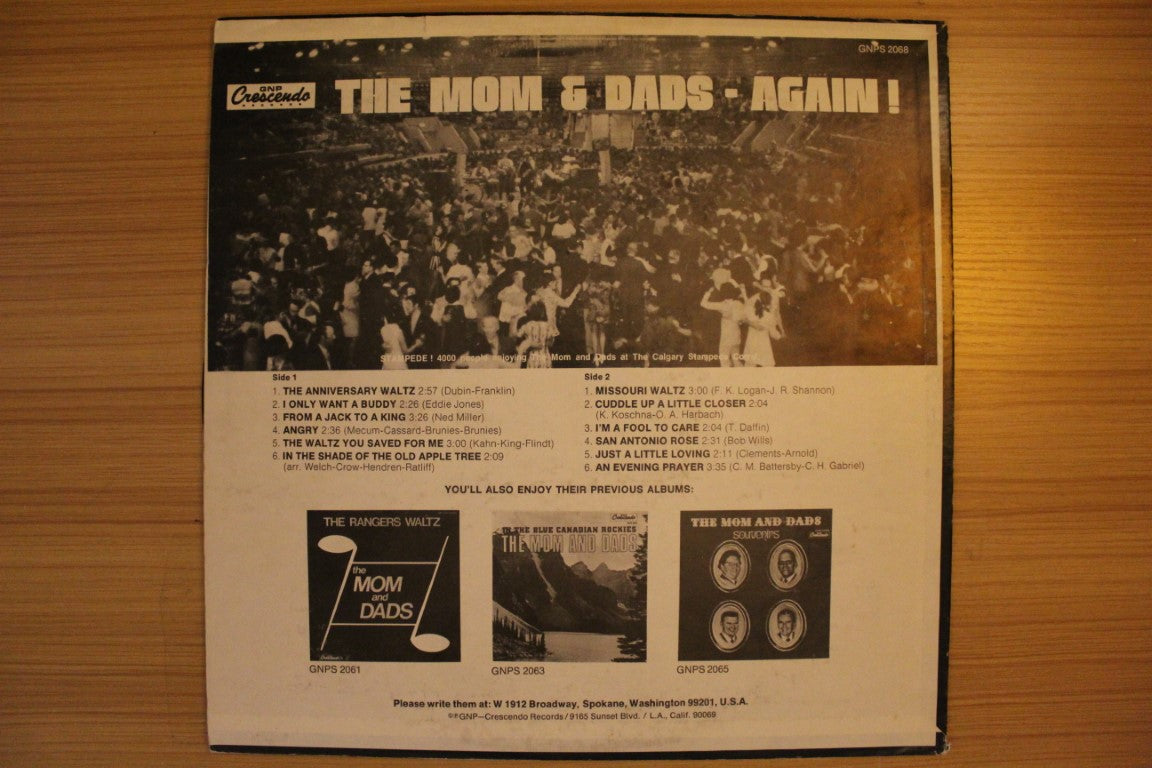 GNPS 2068
GNP
Crescendo
RECORDS
THE MOM & DADS - AGAIN!
STAMPEDE! 4000 people enjoying The Mom and Dads at The Calgary Stampede Corral
Side 1
1. THE ANNIVERSARY WALTZ 2:57 (Dubin-Franklin)
2. I ONLY WANT A BUDDY 2:26 (Eddie Jones)
3. FROM A JACK TO A KING 3:26 (Ned Miller)
4. ANGRY 2:36 (Mecum-Cassard-Brunies-Brunies)
5. THE WALTZ YOU SAVED FOR ME 3:00 (Kahn-King-Flindt)
6. IN THE SHADE OF THE OLD APPLE TREE 2:09
(arr. Welch-Crow-Hendren-Ratliff)
Side 2
1. MISSOURI WALTZ 3:00 (F. K. Logan-J. R. Shannon)
2. CUDDLE UP A LITTLE CLOSER 2:04
(K. Koschna-O. A. Harbach)
3. I'M A FOOL TO CARE 2:04 (T. Daffin)
4. SAN ANTONIO ROSE 2:31 (Bob Wills)
5. JUST A LITTLE LOVING 2:11 (Clements-Arnold)
6. AN EVENING PRAYER 3:35 (C. M. Battersby-C. H. Gabriel)
YOU'LL ALSO ENJOY THEIR PREVIOUS ALBUMS:
THE RANGERS WALTZ
the
MOM
and
DADS
GNPS 2061
Crescendo
IN THE BLUE CANADIAN ROCKIES
THE MOM AND DADS
GNPS 2063
THE MOM AND DADS
SOUVENIRS
Crescendo
GNPS 2065
Please write them at: W 1912 Broadway, Spokane, Washington 99201, U.S.A.
©℗GNP—Crescendo Records / 9165 Sunset Blvd. / L.A., Calif. 90069